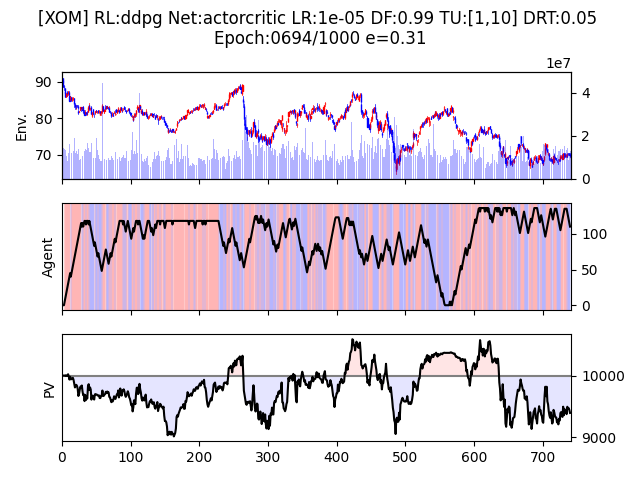 [XOM] RL:ddpg Net:actorcritic LR:1e-05 DF:0.99 TU:[1,10] DRT:0.05
Epoch:0694/1000 e=0.31
1e7
90
80
70
Env.
4
2
0
Agent
100
50
0
PV
10000
9000
0 100 200 300 400 500 600 700